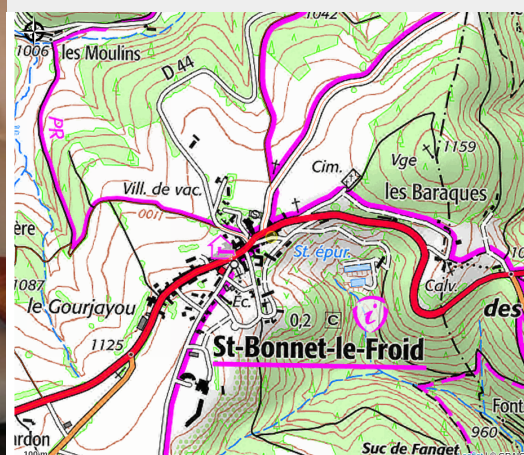 1042
1006
les Moulins
D 44
PR
Cim.
Vge
1159
Vill. de vac.
les Baraques
1100
ère
St. épur.
1087
le Gourjayou
Éc.
Calv.
0,2 C
i
des
1125
St-Bonnet-le-Froid
Font
960
rdon
100 m
Suc de Fanget